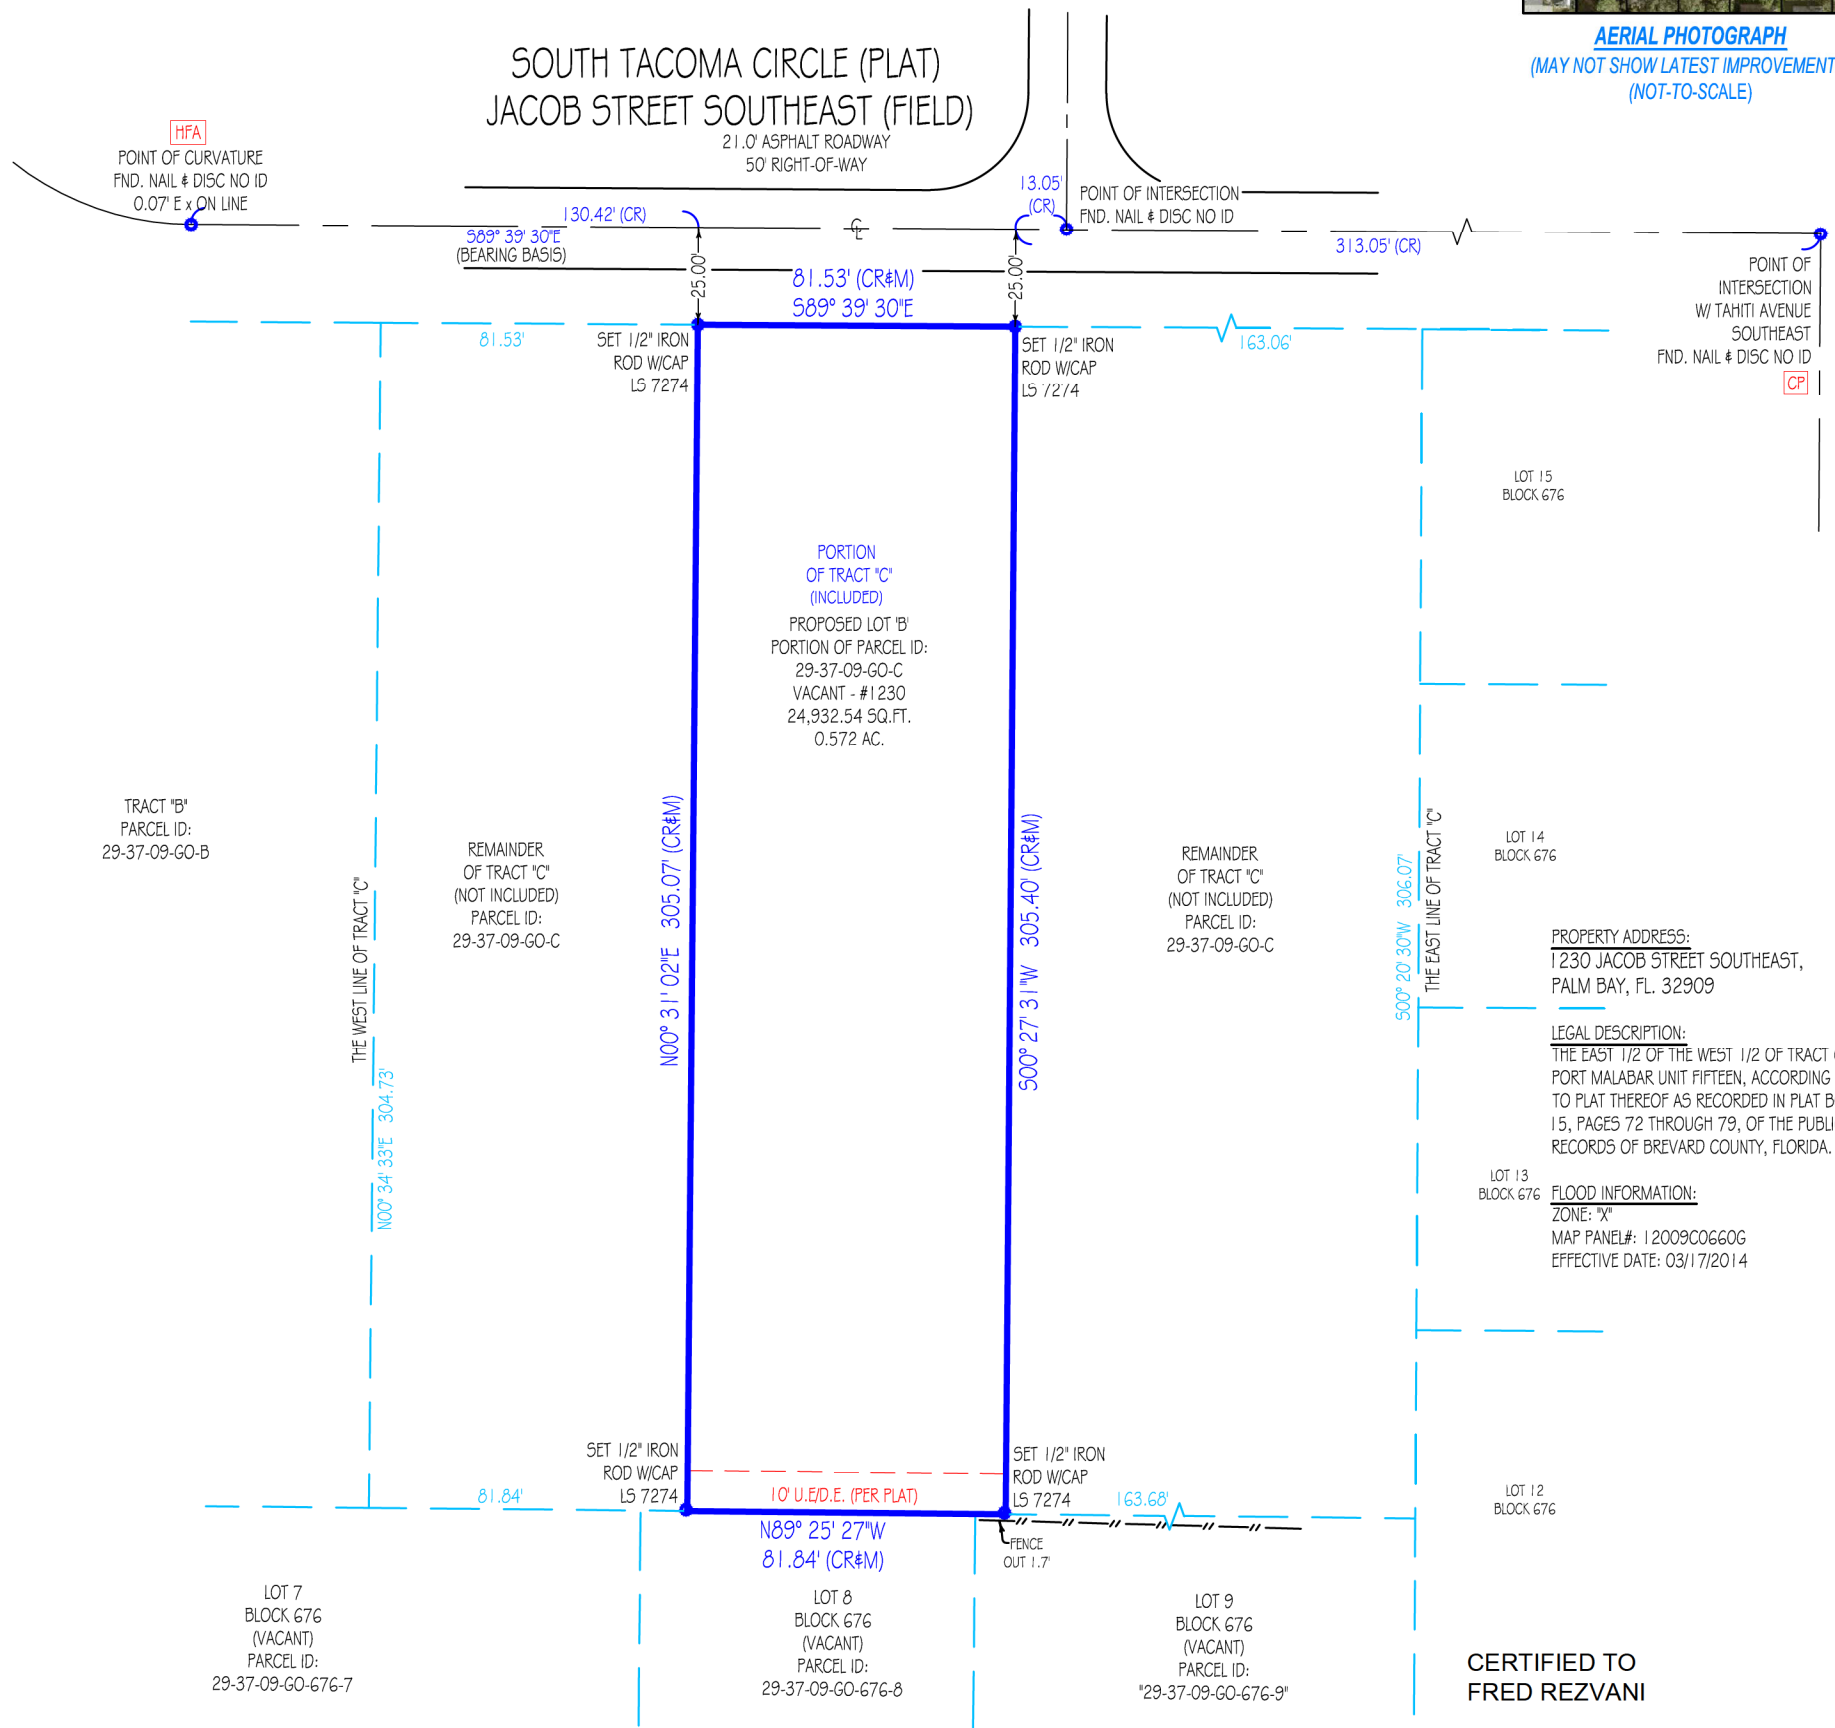 AERIAL PHOTOGRAPH
(MAY NOT SHOW LATEST IMPROVEMENT
(NOT-TO-SCALE)
SOUTH TACOMA CIRCLE (PLAT)
JACOB STREET SOUTHEAST (FIELD)
21.0' ASPHALT ROADWAY
50' RIGHT-OF-WAY
HFA
POINT OF CURVATURE
FND. NAIL & DISC NO ID
0.07' E x ON LINE
130.42' (CR)
S89° 39' 30"E
(BEARING BASIS)
℄
13.05'
(CR)
POINT OF INTERSECTION
FND. NAIL & DISC NO ID
313.05' (CR)
POINT OF
INTERSECTION
W/ TAHITI AVENUE
SOUTHEAST
FND. NAIL & DISC NO ID
CP
25.00'
81.53' (CR&M)
S89° 39' 30"E
25.00'
81.53'
SET 1/2" IRON
ROD W/CAP
LS 7274
SET 1/2" IRON
ROD W/CAP
LS 7274
163.06'
LOT 15
BLOCK 676
PORTION
OF TRACT "C"
(INCLUDED)
PROPOSED LOT 'B'
PORTION OF PARCEL ID:
29-37-09-GO-C
VACANT - #1230
24,932.54 SQ.FT.
0.572 AC.
TRACT "B"
PARCEL ID:
29-37-09-GO-B
THE WEST LINE OF TRACT "C"
N00° 34' 33"E 304.73'
REMAINDER
OF TRACT "C"
(NOT INCLUDED)
PARCEL ID:
29-37-09-GO-C
N00° 31' 02"E 305.07' (CR&M)
S00° 27' 31"W 305.40' (CR&M)
REMAINDER
OF TRACT "C"
(NOT INCLUDED)
PARCEL ID:
29-37-09-GO-C
S00° 20' 30"W 306.07'
THE EAST LINE OF TRACT "C"
LOT 14
BLOCK 676
PROPERTY ADDRESS:
1230 JACOB STREET SOUTHEAST,
PALM BAY, FL. 32909
LEGAL DESCRIPTION:
THE EAST 1/2 OF THE WEST 1/2 OF TRACT
PORT MALABAR UNIT FIFTEEN, ACCORDING
TO PLAT THEREOF AS RECORDED IN PLAT
15, PAGES 72 THROUGH 79, OF THE PUBLI
RECORDS OF BREVARD COUNTY, FLORIDA.
LOT 13
BLOCK 676
FLOOD INFORMATION:
ZONE: "X"
MAP PANEL#: 12009C0660G
EFFECTIVE DATE: 03/17/2014
SET 1/2" IRON
ROD W/CAP
LS 7274
SET 1/2" IRON
ROD W/CAP
LS 7274
81.84'
10' U.E/D.E. (PER PLAT)
163.68'
LOT 12
BLOCK 676
N89° 25' 27"W
81.84' (CR&M)
FENCE
OUT 1.7'
LOT 7
BLOCK 676
(VACANT)
PARCEL ID:
29-37-09-GO-676-7
LOT 8
BLOCK 676
(VACANT)
PARCEL ID:
29-37-09-GO-676-8
LOT 9
BLOCK 676
(VACANT)
PARCEL ID:
"29-37-09-GO-676-9"
CERTIFIED TO
FRED REZVANI